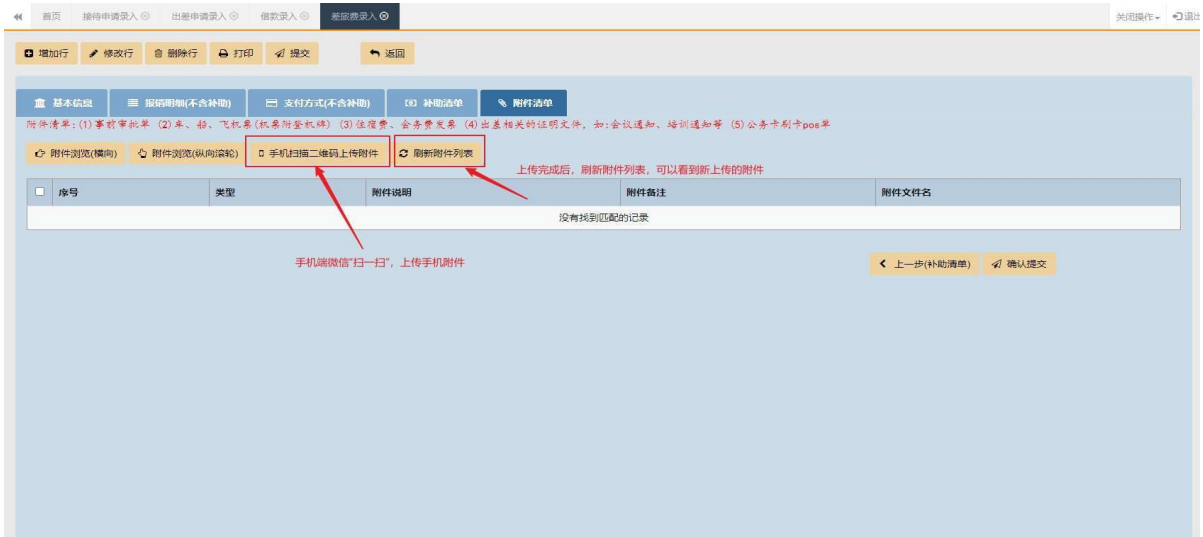 首页 接待申请录入 出差申请录入 借款录入 差旅费录入 关闭操作 退出
增加行 修改行 删除行 打印 提交 返回
基本信息 报销明细(不含补助) 支付方式(不含补助) 补助清单 附件清单
附件清单:(1)事前审批单 (2)车、船、飞机票(机票附登机牌) (3)住宿费、会务费发票 (4)出差相关的证明文件, 如:会议通知、培训通知等 (5)公务卡刷卡pos单
附件浏览(横向) 附件浏览(纵向滚轮) 手机扫描二维码上传附件 刷新附件列表
上传完成后，刷新附件列表，可以看到新上传的附件
序号 类型 附件说明 附件备注 附件文件名
没有找到匹配的记录
手机端微信"扫一扫"，上传手机附件
上一步(补助清单) 确认提交